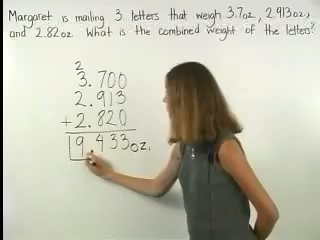 Margaret is mailing 3 letters that weigh 3.7oz, 2.913oz.,
and 2.82oz. What is the combined weight of the letters?
2
3.700
2.913
+2.820
9.433oz.